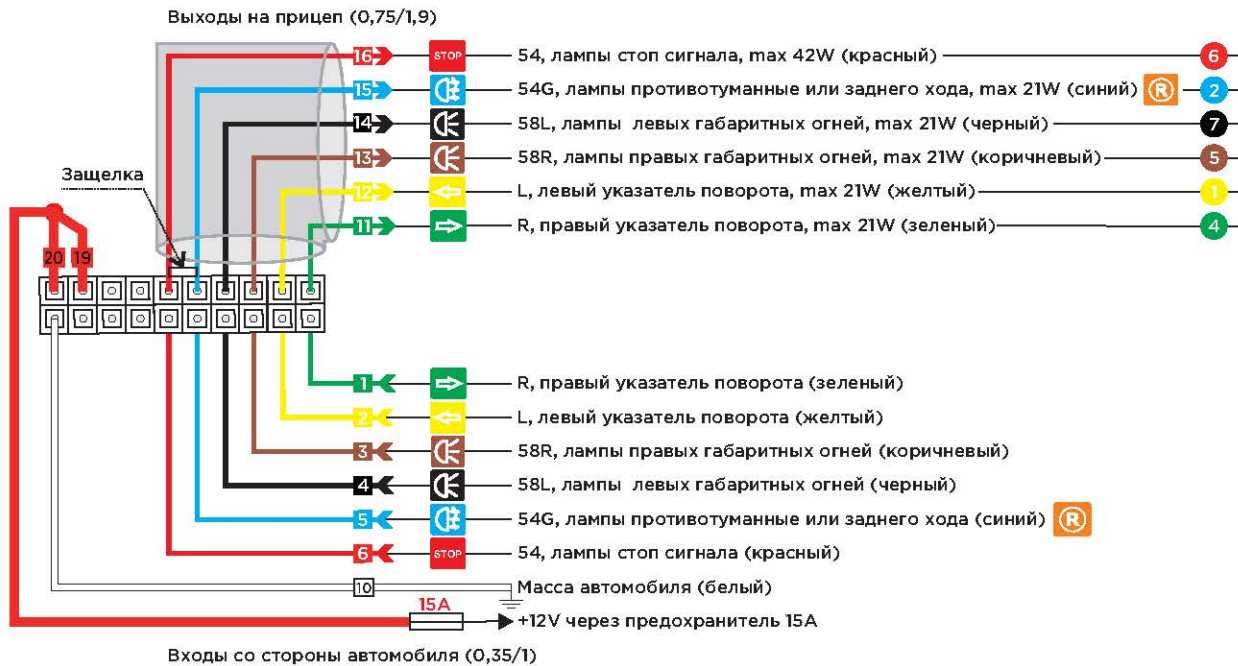 Выходы на прицеп (0,75/1,9)
16 STOP 54, лампы стоп сигнала, max 42W (красный) 6
15 54G, лампы противотуманные или заднего хода, max 21W (синий) R 2
14 58L, лампы левых габаритных огней, max 21W (черный) 7
13 58R, лампы правых габаритных огней, max 21W (коричневый) 5
Защелка
12 L, левый указатель поворота, max 21W (желтый) 1
11 R, правый указатель поворота, max 21W (зеленый) 4
20 19
1 R, правый указатель поворота (зеленый)
2 L, левый указатель поворота (желтый)
3 58R, лампы правых габаритных огней (коричневый)
4 58L, лампы левых габаритных огней (черный)
5 54G, лампы противотуманные или заднего хода (синий) R
6 STOP 54, лампы стоп сигнала (красный)
10 Масса автомобиля (белый)
15A
+12V через предохранитель 15A
Входы со стороны автомобиля (0,35/1)